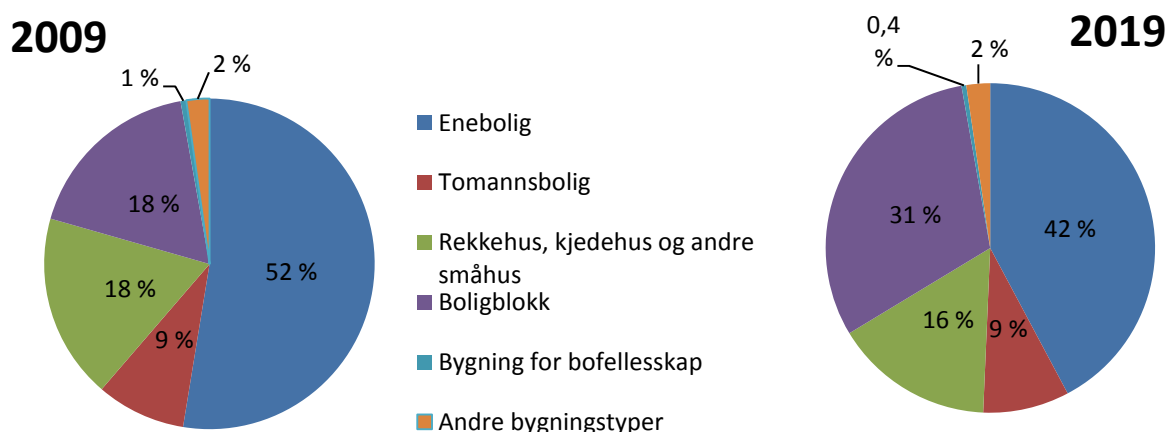 2009
1 %
2 %
18 %
18 %
9 %
52 %
Enebolig
Tomannsbolig
Rekkehus, kjedehus og andre
småhus
Boligblokk
Bygning for bofellesskap
Andre bygningstyper
2019
0,4
%
2 %
31 %
42 %
16 %
9 %